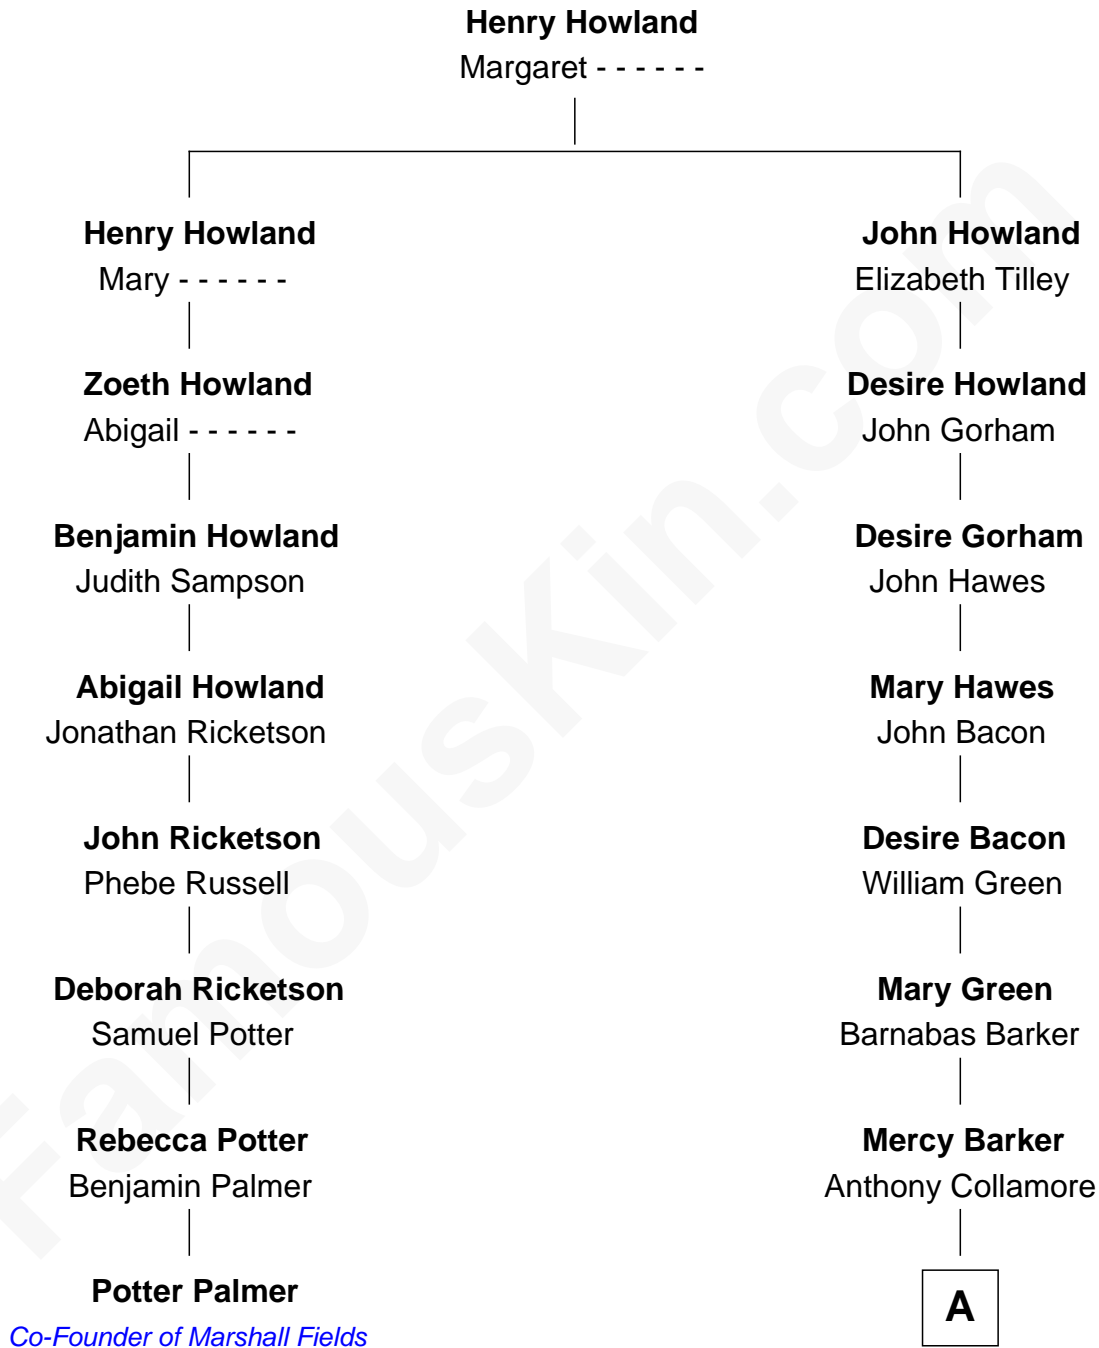 Henry Howland
Margaret - - - - - -
Henry Howland
Mary - - - - - -
John Howland
Elizabeth Tilley
Zoeth Howland
Abigail - - - - - -
Desire Howland
John Gorham
Benjamin Howland
Judith Sampson
Desire Gorham
John Hawes
Abigail Howland
Jonathan Ricketson
Mary Hawes
John Bacon
John Ricketson
Phebe Russell
Desire Bacon
William Green
Deborah Ricketson
Samuel Potter
Mary Green
Barnabas Barker
Rebecca Potter
Benjamin Palmer
Mercy Barker
Anthony Collamore
Potter Palmer
Co-Founder of Marshall Fields
A
FamousKin.com